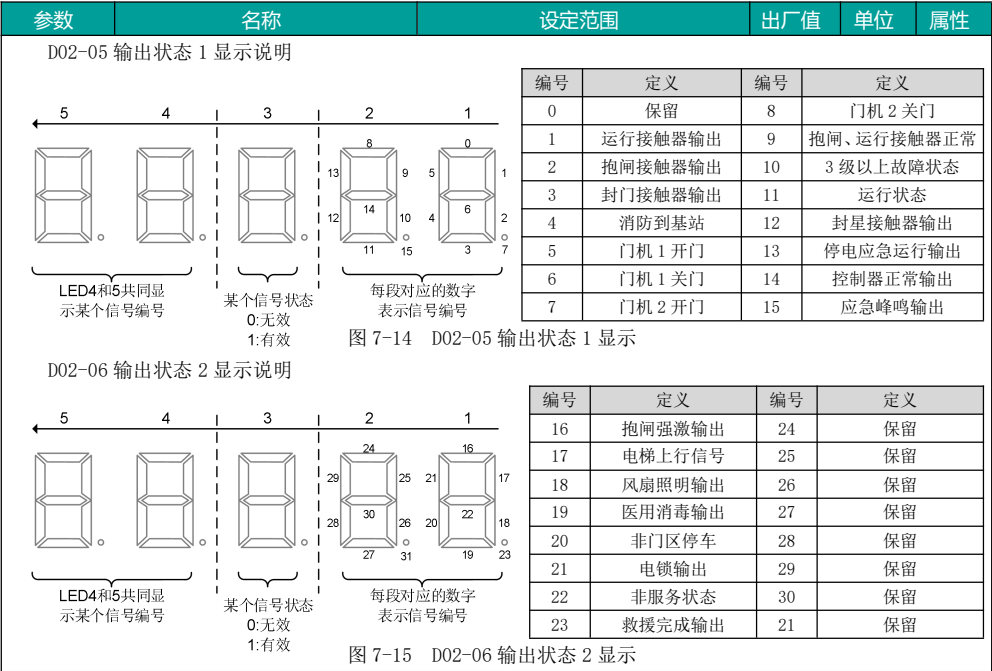 参数 名称 设定范围 出厂值 单位 属性
D02-05 输出状态 1 显示说明
5 4 3 2 1
8 0
13 9 5 1
14 6
12 10 4 2
11 15 3 7
LED4和5共同显
示某个信号编号
某个信号状态
0:无效
1:有效
每段对应的数字
表示信号编号
编号 定义 编号 定义
0 保留 8 门机 2 关门
1 运行接触器输出 9 抱闸、运行接触器正常
2 抱闸接触器输出 10 3 级以上故障状态
3 封门接触器输出 11 运行状态
4 消防到基站 12 封星接触器输出
5 门机 1 开门 13 停电应急运行输出
6 门机 1 关门 14 控制器正常输出
7 门机 2 开门 15 应急峰鸣输出
图 7-14 D02-05 输出状态 1 显示
D02-06 输出状态 2 显示说明
5 4 3 2 1
24 16
29 25 21 17
30 22
28 26 20 18
27 31 19 23
LED4和5共同显
示某个信号编号
某个信号状态
0:无效
1:有效
每段对应的数字
表示信号编号
编号 定义 编号 定义
16 抱闸强激输出 24 保留
17 电梯上行信号 25 保留
18 风扇照明输出 26 保留
19 医用消毒输出 27 保留
20 非门区停车 28 保留
21 电锁输出 29 保留
22 非服务状态 30 保留
23 救援完成输出 21 保留
图 7-15 D02-06 输出状态 2 显示